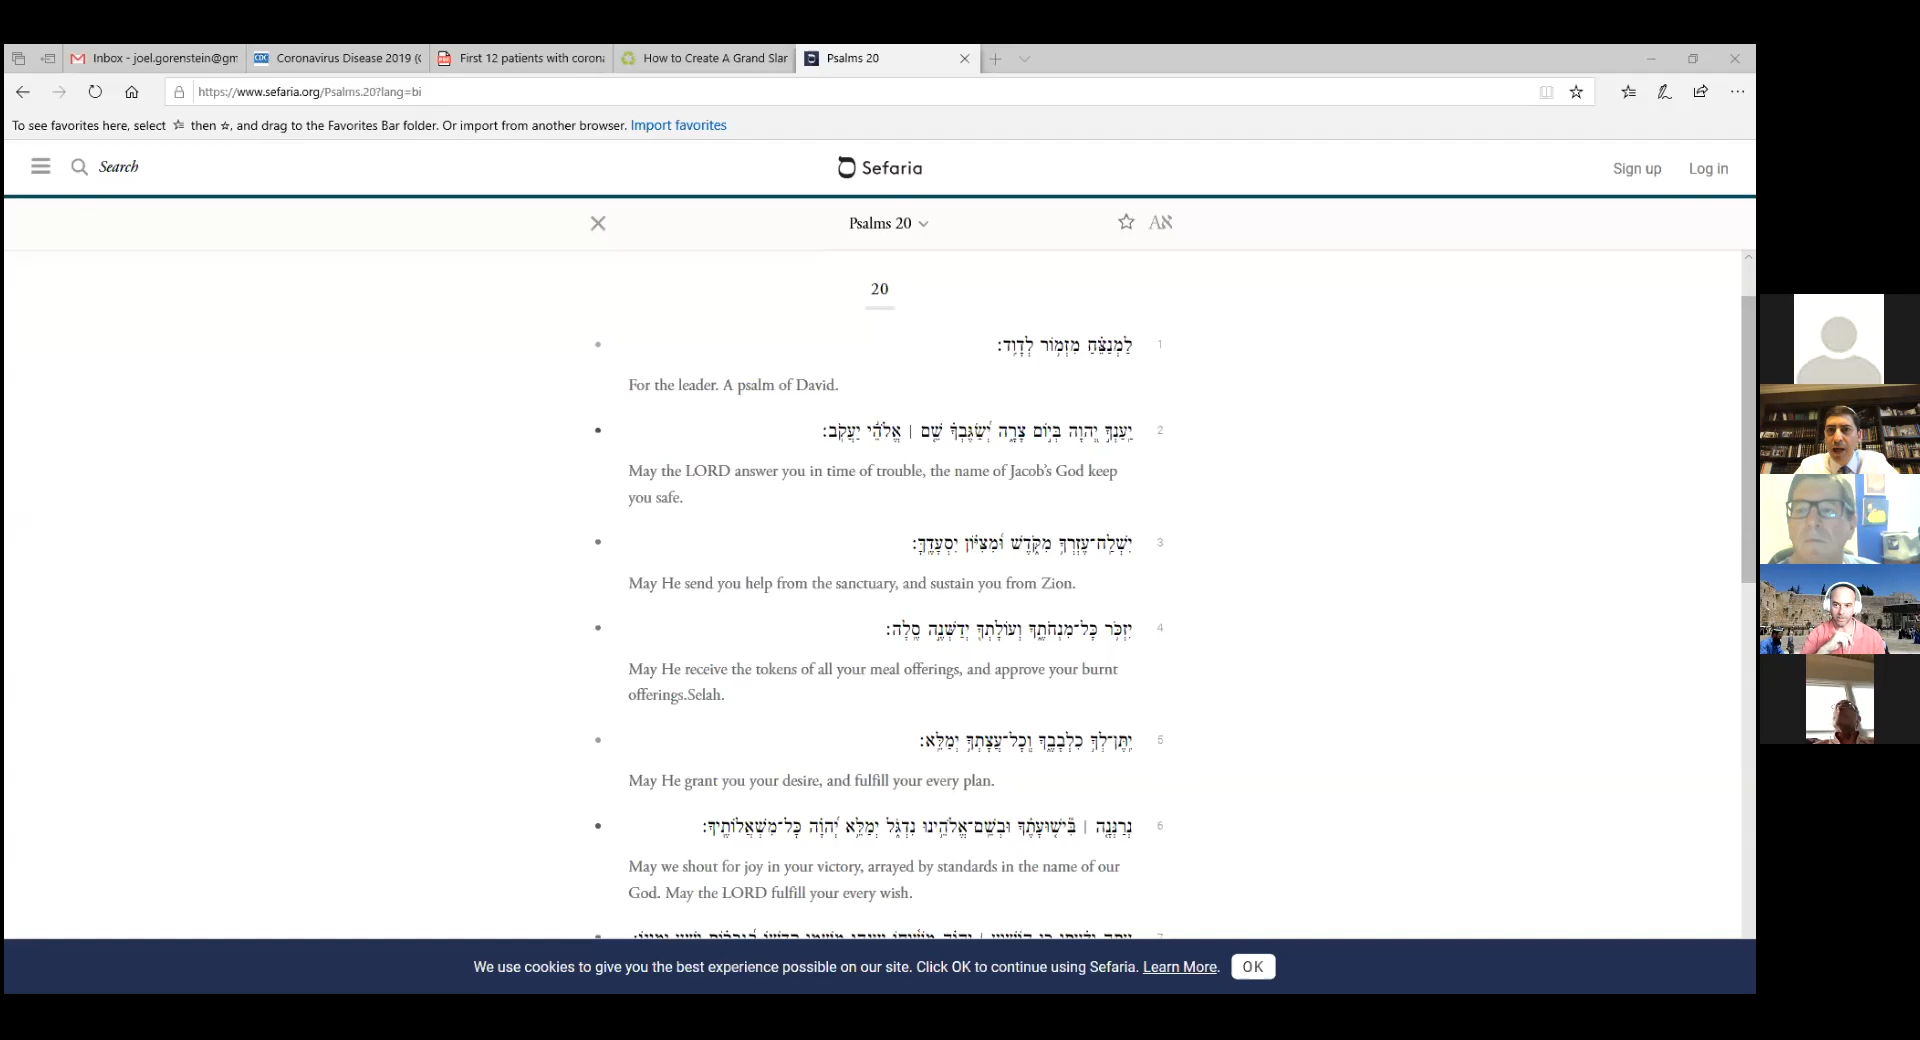 Inbox - joel.gorenstein@gm
Coronavirus Disease 2019 (
First 12 patients with corona
How to Create A Grand Slar
Psalms 20
https://www.sefaria.org/Psalms.20?lang=bi
To see favorites here, select then , and drag to the Favorites Bar folder. Or import from another browser. Import favorites
Search
Sefaria
Sign up
Log in
Psalms 20
Aא
20
לַמְנַצֵּ֗חַ מִזְמ֥וֹר לְדָוִֽד׃
1
For the leader. A psalm of David.
יַֽעַנְךָ֣ יְ֭הוָה בְּי֣וֹם צָרָ֑ה יְ֝שַׂגֶּבְךָ֗ שֵׁ֤ם ׀ אֱלֹהֵ֬י יַעֲקֹֽב׃
2
May the LORD answer you in time of trouble, the name of Jacob’s God keep
you safe.
יִשְׁלַֽח־עֶזְרְךָ֥ מִקֹּ֑דֶשׁ וּ֝מִצִּיּ֗וֹן יִסְעָדֶֽךָּ׃
3
May He send you help from the sanctuary, and sustain you from Zion.
יִזְכֹּ֥ר כָּל־מִנְחֹתֶ֑ךָ וְעוֹלָתְךָ֖ יְדַשְּׁנֶ֣ה סֶֽלָה׃
4
May He receive the tokens of all your meal offerings, and approve your burnt
offerings.Selah.
יִֽתֶּן־לְךָ֥ כִלְבָבֶ֑ךָ וְֽכָל־עֲצָתְךָ֥ יְמַלֵּֽא׃
5
May He grant you your desire, and fulfill your every plan.
נְרַנְּנָ֤ה ׀ בִּ֘ישׁ֤וּעָתֶ֗ךָ וּבְשֵֽׁם־אֱלֹהֵ֥ינוּ נִדְגֹּ֑ל יְמַלֵּ֥א יְ֝הוָ֗ה כָּל־מִשְׁאֲלוֹתֶֽיךָ׃
6
May we shout for joy in your victory, arrayed by standards in the name of our
God. May the LORD fulfill your every wish.
We use cookies to give you the best experience possible on our site. Click OK to continue using Sefaria. Learn More.
OK